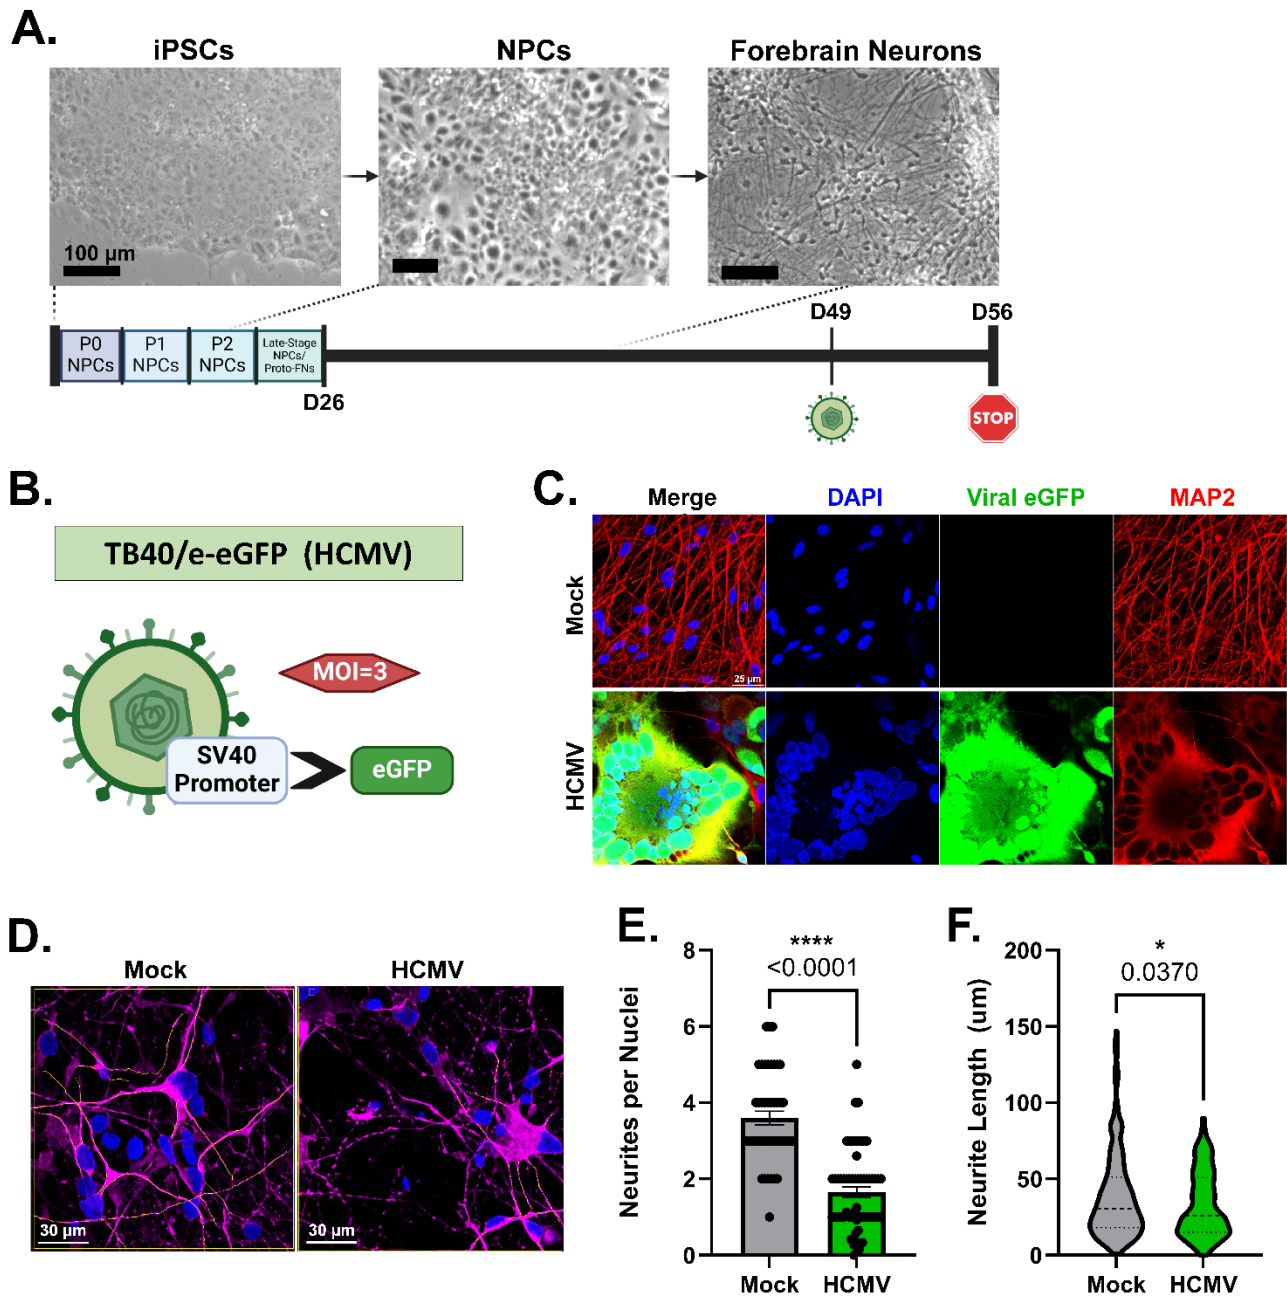 A.
iPSCs
NPCs
Forebrain Neurons
100 µm
P0
NPCs
P1
NPCs
P2
NPCs
Late-Stage
NPCs/
Proto-FNs
D26
D49
D56
STOP
B.
TB40/e-eGFP (HCMV)
MOI=3
SV40
Promoter
eGFP
C.
Merge
DAPI
Viral eGFP
MAP2
Mock
25 µm
HCMV
D.
Mock
HCMV
30 µm
30 µm
E.
****
<0.0001
Neurites per Nuclei
8
6
4
2
0
Mock
HCMV
F.
*
0.0370
Neurite Length (um)
200
150
100
50
0
Mock
HCMV